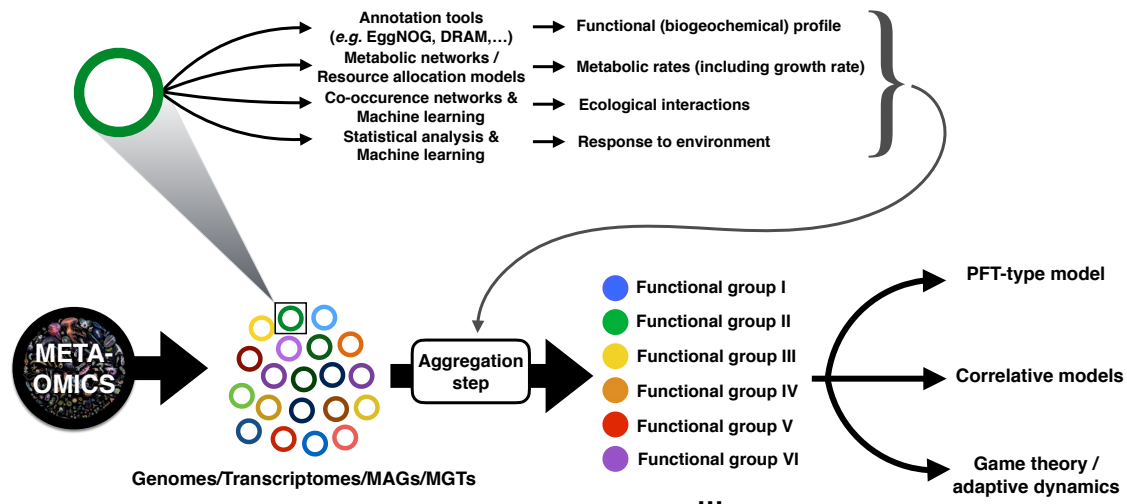 Annotation tools
(e.g. EggNOG, DRAM,...)
Functional (biogeochemical) profile
Metabolic networks /
Resource allocation models
Metabolic rates (including growth rate)
Co-occurence networks &
Machine learning
Ecological interactions
Statistical analysis &
Machine learning
Response to environment
META-
OMICS
Genomes/Transcriptomes/MAGs/MGTs
Aggregation
step
Functional group I
Functional group II
Functional group III
Functional group IV
Functional group V
Functional group VI
...
PFT-type model
Correlative models
Game theory /
adaptive dynamics